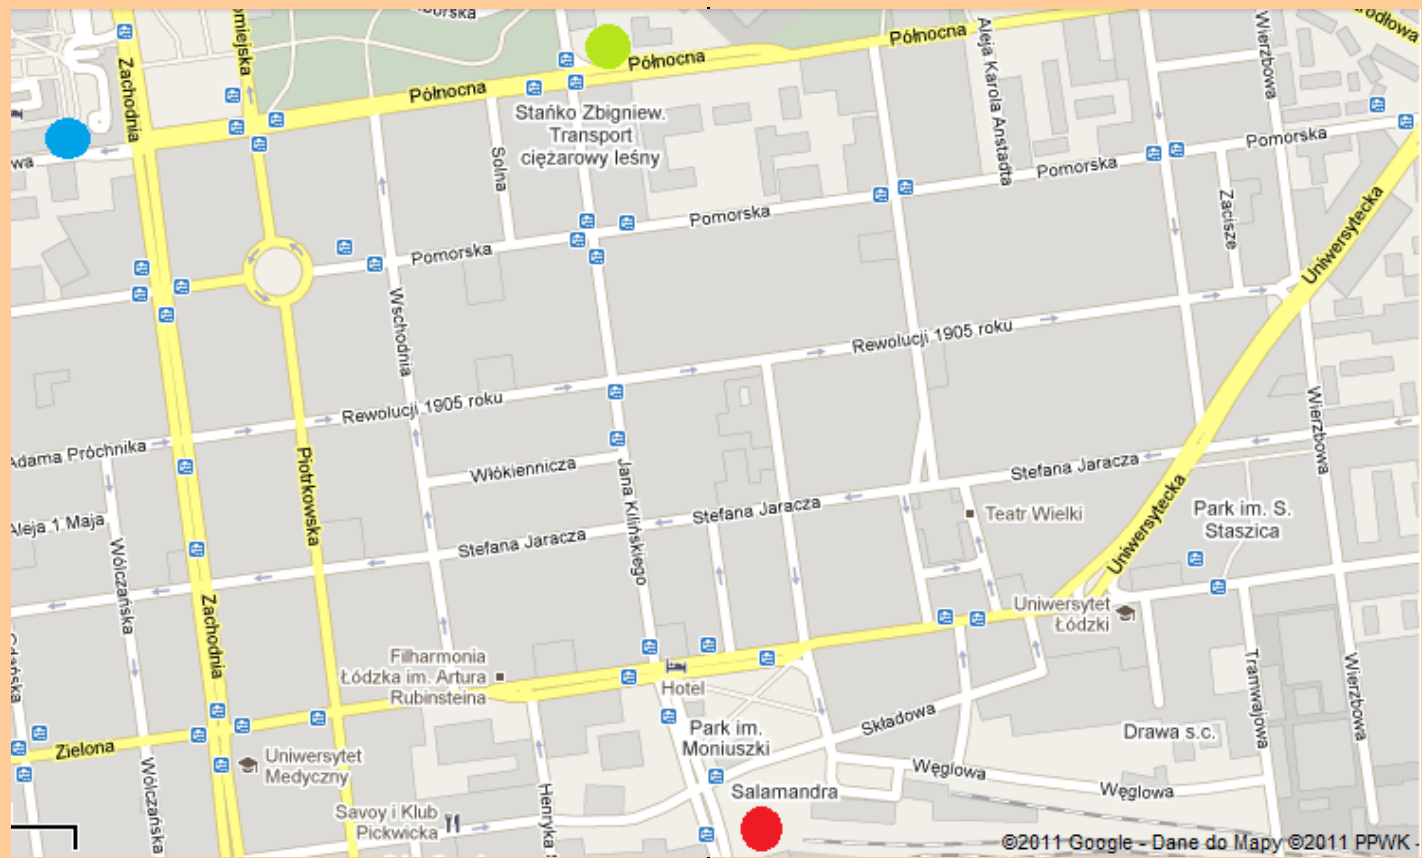 Zachodnia
Północna
Północna
Północna
Aleja Karola Anstadta
Wierzbowa
Stańko Zbigniew.
Transport
ciężarowy leśny
Solna
Pomorska
Pomorska
Pomorska
Pomorska
Zacisze
Uniwersytecka
Wschodnia
Rewolucji 1905 roku
Rewolucji 1905 roku
Adama Próchnika
Piotrkowska
Włókiennicza
Jana Kilińskiego
Stefana Jaracza
Stefana Jaracza
Stefana Jaracza
Wierzbowa
Aleja 1 Maja
Wólczańska
Teatr Wielki
Park im. S.
Staszica
Uniwersytecka
Zachodnia
Uniwersytet
Łódzki
Filharmonia
Łódzka im. Artura
Rubinsteina
Hotel
Gdańska
Tramwajowa
Wierzbowa
Zielona
Uniwersytet
Medyczny
Wólczańska
Park im.
Moniuszki
Składowa
Drawa s.c.
Węglowa
Węglowa
Salamandra
Savoy i Klub
Pickwicka
Henryka
©2011 Google - Dane do Mapy ©2011 PPWK